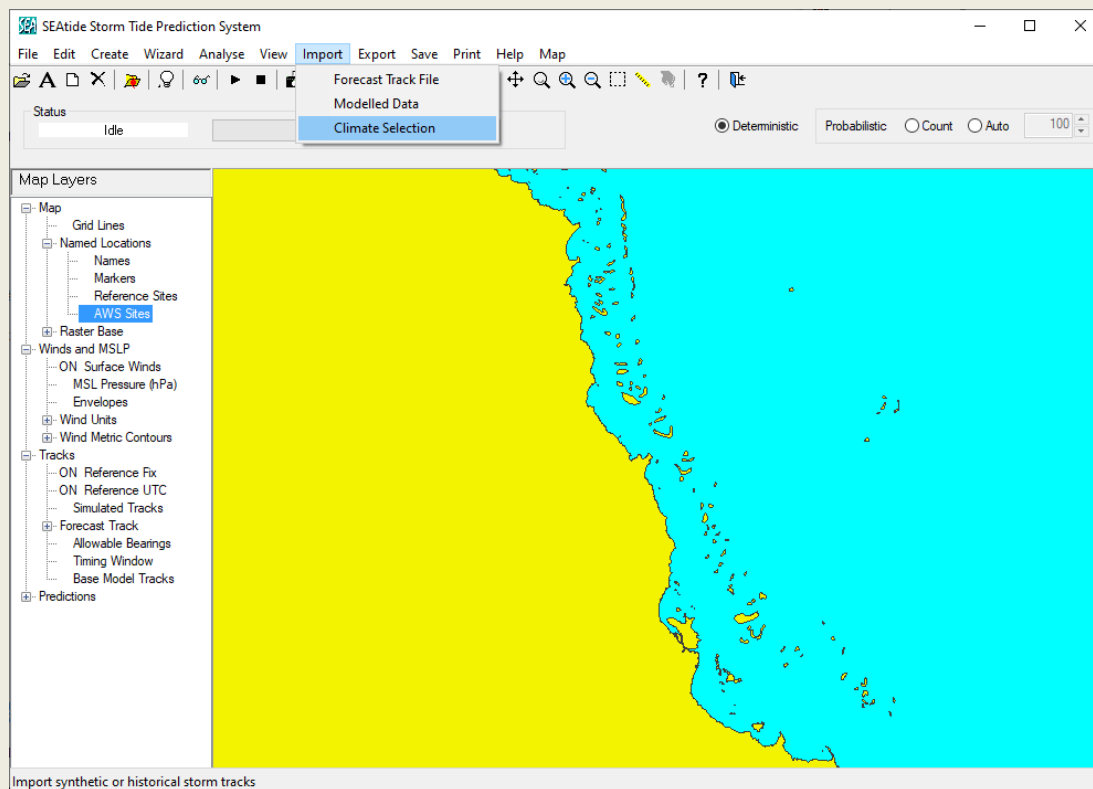 SEA SEAtide Storm Tide Prediction System
File Edit Create Wizard Analyse View Import Export Save Print Help Map
A ?
Forecast Track File
Modelled Data
Climate Selection
Status
Idle
Deterministic Probabilistic Count Auto 100
Map Layers
Map
Grid Lines
Named Locations
Names
Markers
Reference Sites
AWS Sites
Raster Base
Winds and MSLP
ON Surface Winds
MSL Pressure (hPa)
Envelopes
Wind Units
Wind Metric Contours
Tracks
ON Reference Fix
ON Reference UTC
Simulated Tracks
Forecast Track
Allowable Bearings
Timing Window
Base Model Tracks
Predictions
Import synthetic or historical storm tracks